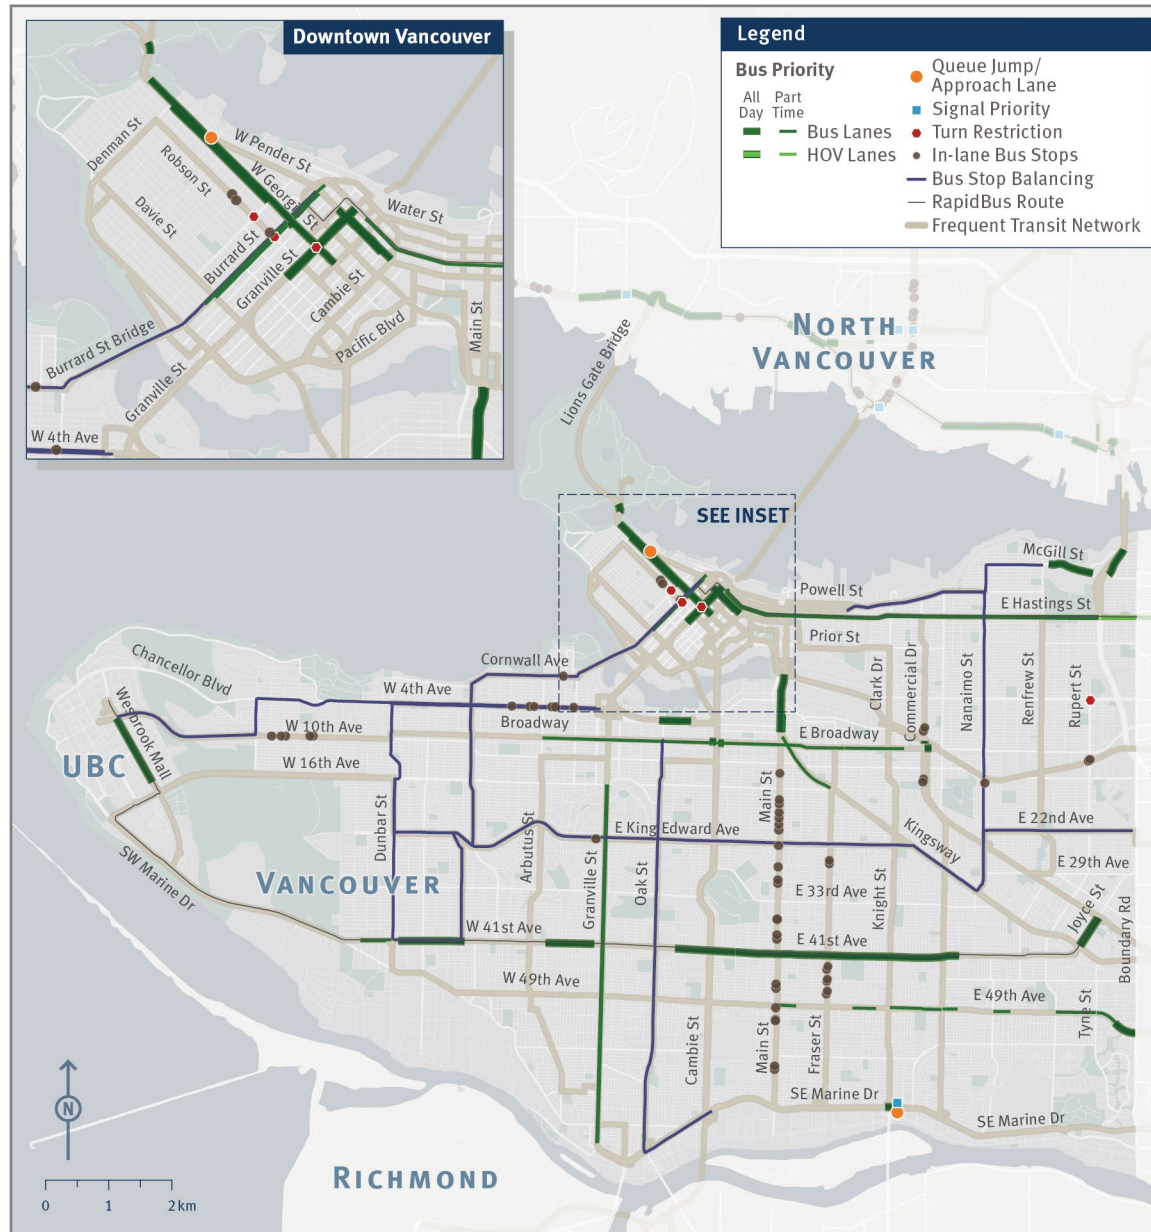 Downtown Vancouver
Denman St
W Pender St
Robson St
W Georgia St
Water St
Davie St
Burrard St
Granville St
Cambie St
Pacific Blvd
Main St
Burrard St Bridge
Granville St
W 4th Ave
Legend
Bus Priority
All Day
Part Time
Bus Lanes
HOV Lanes
Queue Jump/
Approach Lane
Signal Priority
Turn Restriction
In-lane Bus Stops
Bus Stop Balancing
RapidBus Route
Frequent Transit Network
NORTH
VANCOUVER
Lions Gate Bridge
SEE INSET
McGill St
Powell St
E Hastings St
Prior St
Cornwall Ave
Chancellor Blvd
W 4th Ave
Clark Dr
Commercial Dr
Nanaimo St
Renfrew St
Rupert St
Wesbrook Mall
W 10th Ave
Broadway
E Broadway
UBC
W 16th Ave
Main St
Dunbar St
Arbutus St
E King Edward Ave
Kingsway
E 22nd Ave
SW Marine Dr
VANCOUVER
Granville St
Oak St
E 33rd Ave
Knight St
E 29th Ave
Joyce St
Boundary Rd
W 41st Ave
E 41st Ave
W 49th Ave
E 49th Ave
Cambie St
Main St
Fraser St
Tyne St
SE Marine Dr
SE Marine Dr
N
RICHMOND
0 1 2 km